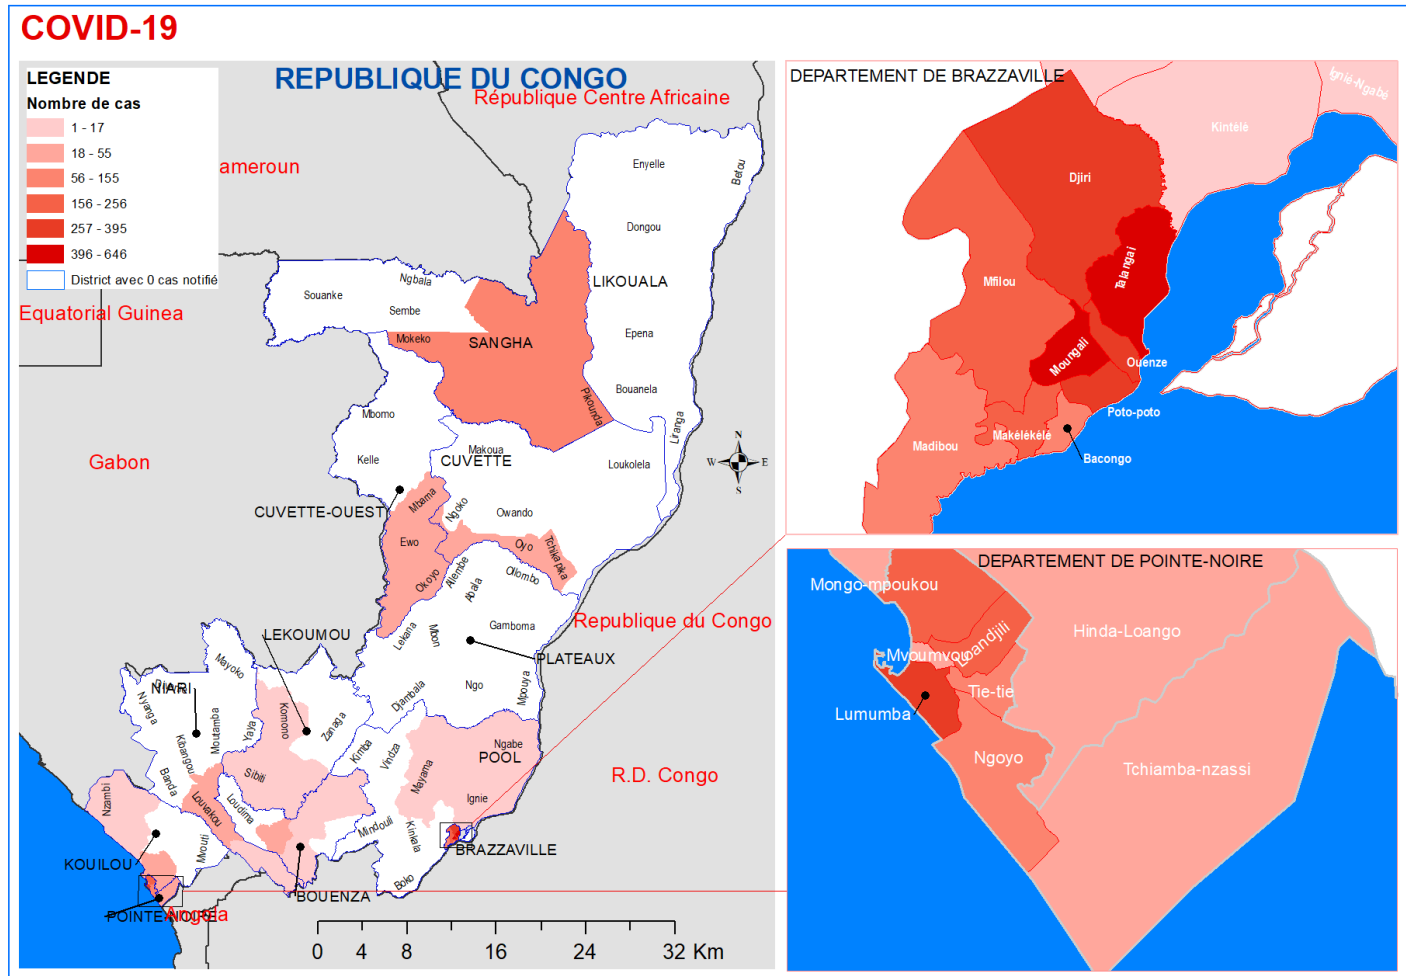 COVID-19
LEGENDE
Nombre de cas
1 - 17
18 - 55
56 - 155
156 - 256
257 - 395
396 - 646
District avec 0 cas notifié
REPUBLIQUE DU CONGO
République Centre Africaine
ameroun
Equatorial Guinea
Gabon
Republique du Congo
R.D. Congo
Angola
Enyelle
Betou
Dongou
LIKOUALA
Ngbala
Souanke
Sembe
Mokeko
SANGHA
Epena
Bouanela
Pikounda
Liranga
Mbomo
Kelle
Makoua
CUVETTE
Loukolela
CUVETTE-OUEST
Mbama
Ngoko
Owando
Ewo
Oyo
Tchikapika
Okoyo
Allembe
Abala
Ollombo
Lekana
Mbon
Gamboma
PLATEAUX
LEKOUMOU
Mayoko
NIARI
Nyanga
Moutamba
Kibangou
Yaya
Komono
Zanaga
Djambala
Ngo
Mpouya
Banda
Sibiti
Kimba
Vindza
Mayama
Ngabe
POOL
Ignie
Nzambi
Louvakou
Loudima
Mvouti
Mindouli
Kinkala
Boko
KOUILOU
BOUENZA
BRAZZAVILLE
POINTE-NOIRE
N
W
E
S
0 4 8 16 24 32 Km
DEPARTEMENT DE BRAZZAVILLE
Ignié-Ngabé
Kintélé
Djiri
Talangai
Mfilou
Moungali
Ouenze
Poto-poto
Makélékélé
Madibou
Bacongo
DEPARTEMENT DE POINTE-NOIRE
Mongo-mpoukou
Hinda-Loango
Loandjili
Mvoumvou
Tie-tie
Lumumba
Ngoyo
Tchiamba-nzassi